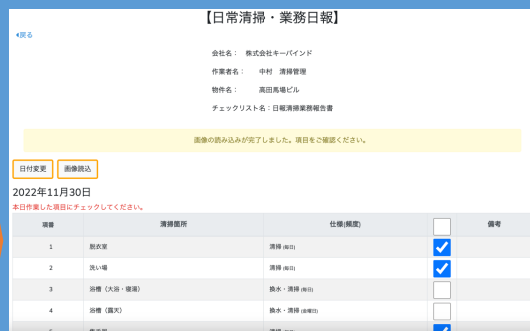 【日常清掃・業務日報】
◀戻る
会社名： 株式会社キーバインド
作業者名： 中村 清掃管理
物件名： 高田馬場ビル
チェックリスト名：日報清掃業務報告書
画像の読み込みが完了しました。項目をご確認ください。
日付変更 画像読込
2022年11月30日
本日作業した項目にチェックしてください。
項番 清掃箇所 仕様(頻度) 備考
1 脱衣室 清掃 (毎日)
2 洗い場 清掃 (毎日)
3 浴槽（大浴・寝湯） 換水・清掃 (毎日)
4 浴槽（露天） 換水・清掃 (金曜日)